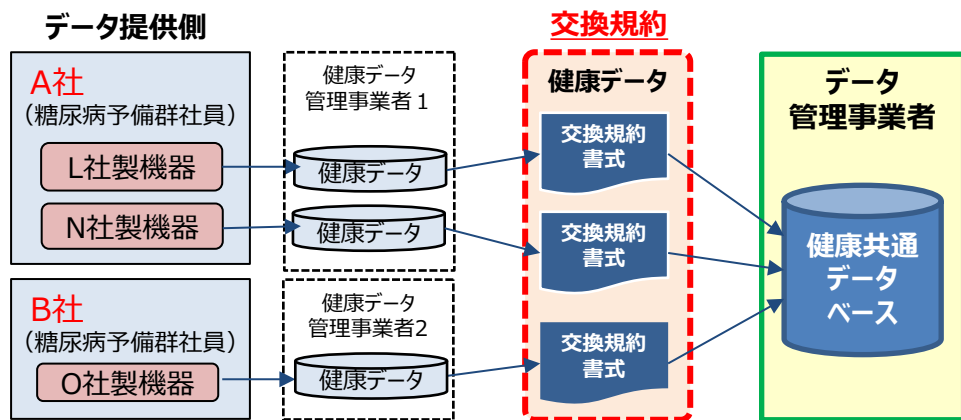 データ提供側
A社
(糖尿病予備群社員)
L社製機器
N社製機器
B社
(糖尿病予備群社員)
O社製機器
健康データ
管理事業者1
健康データ
健康データ
健康データ
管理事業者2
健康データ
交換規約
健康データ
交換規約
書式
交換規約
書式
交換規約
書式
データ
管理事業者
健康共通
データ
ベース